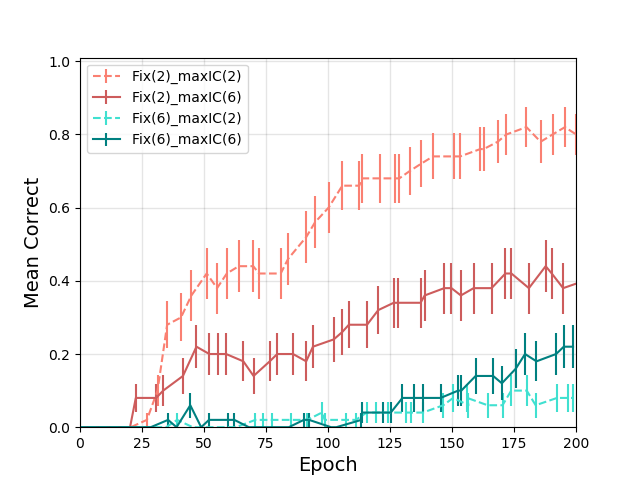 1.0
0.8
0.6
0.4
0.2
0.0
Mean Correct
Fix(2)_maxIC(2)
Fix(2)_maxIC(6)
Fix(6)_maxIC(2)
Fix(6)_maxIC(6)
0 25 50 75 100 125 150 175 200
Epoch